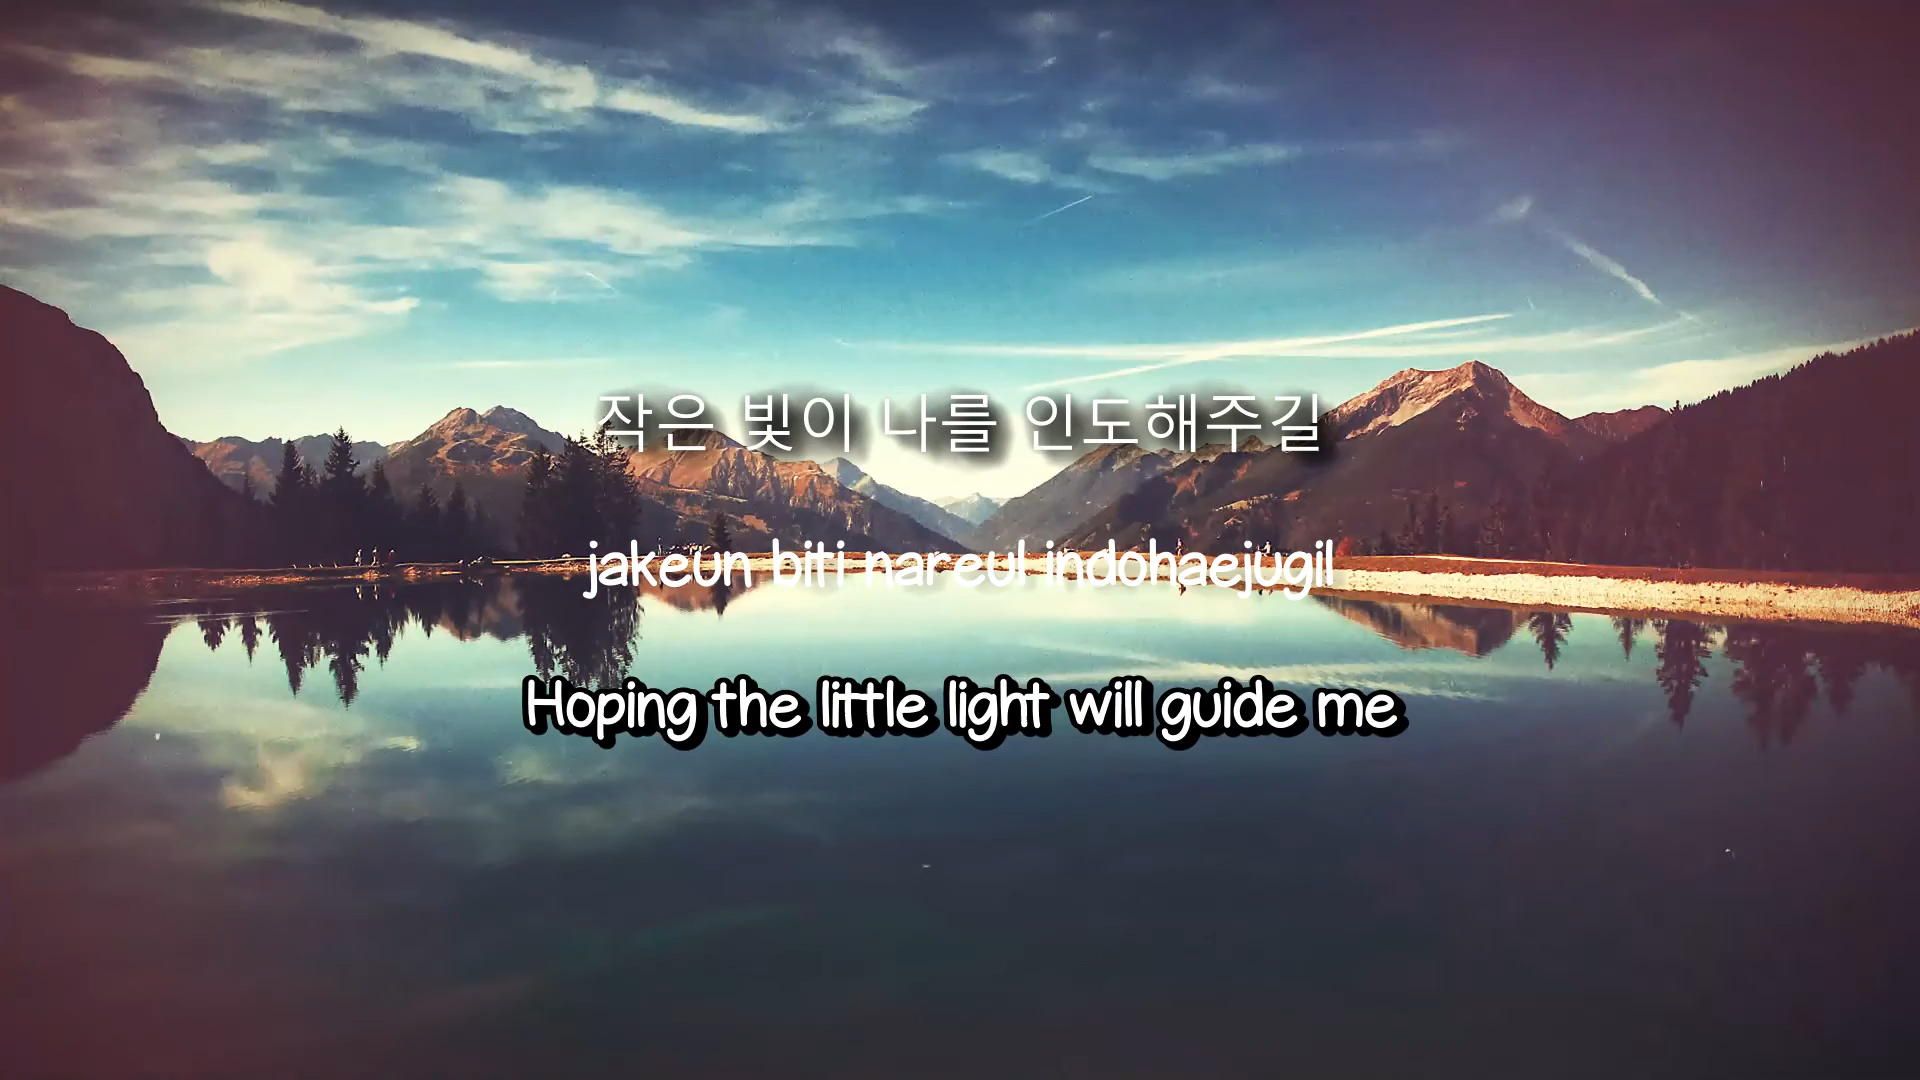 작은 빛이 나를 인도해주길
jakeun biti nareul indohaejugil
Hoping the little light will guide me